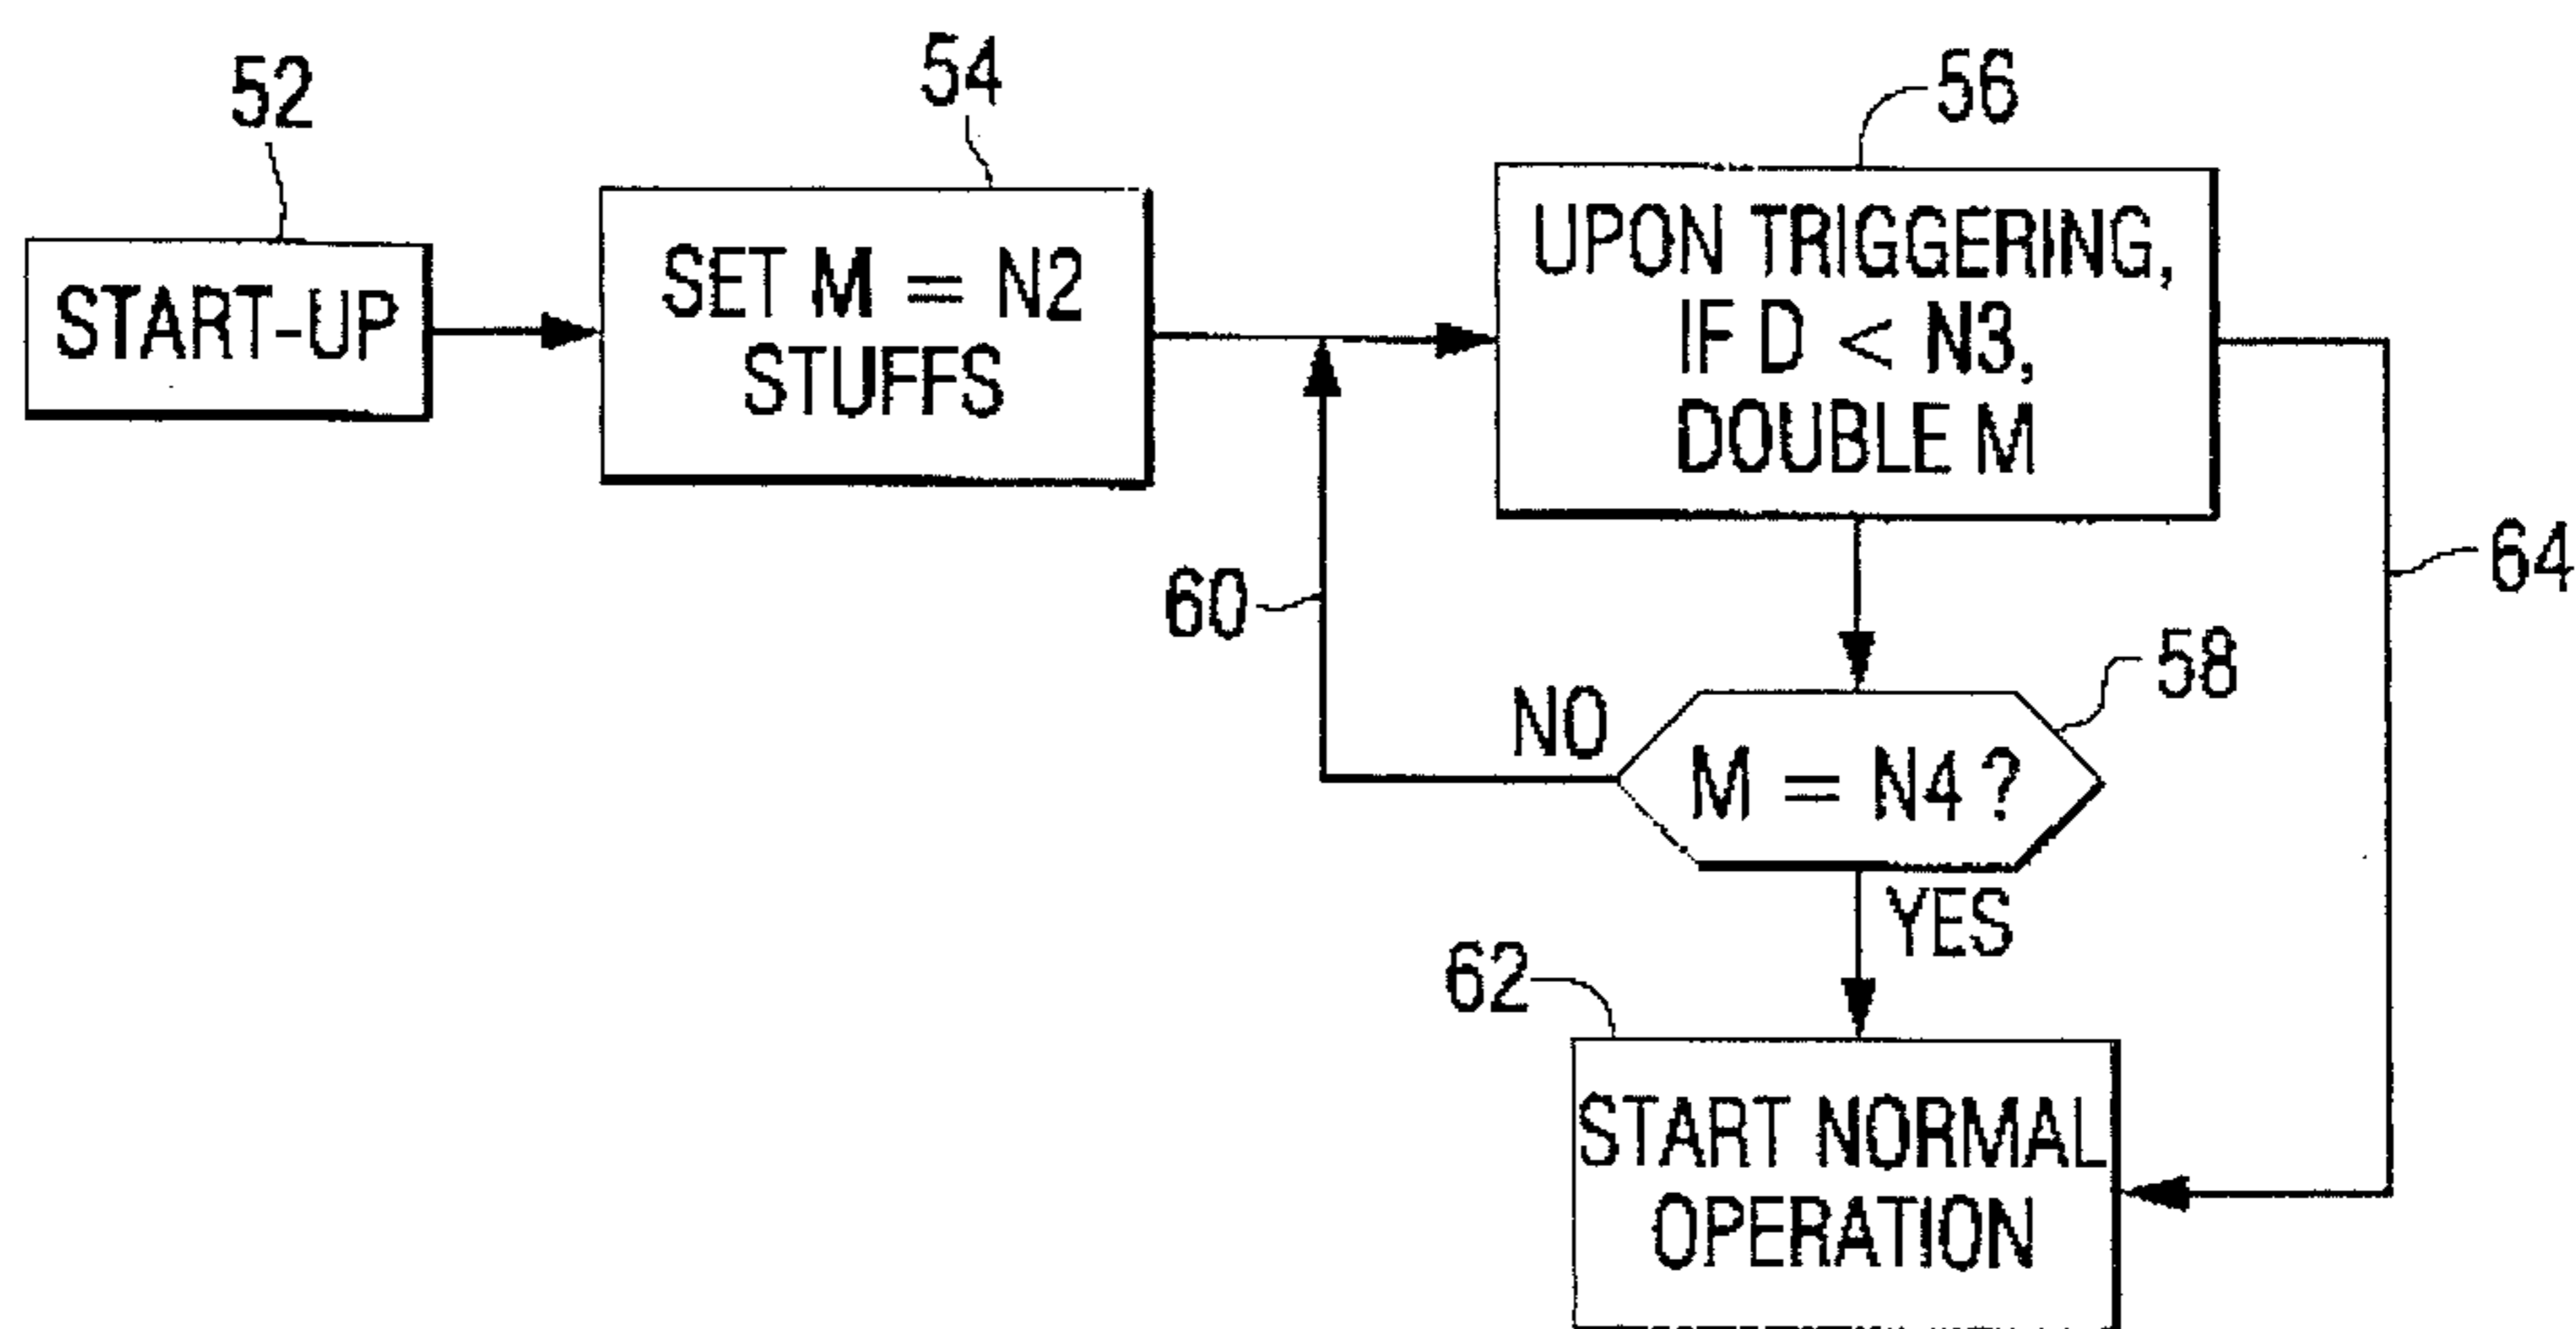 52
START-UP
54
SET M = N2
STUFFS
56
UPON TRIGGERING,
IF D < N3,
DOUBLE M
60
64
58
NO
M = N4 ?
YES
62
START NORMAL
OPERATION